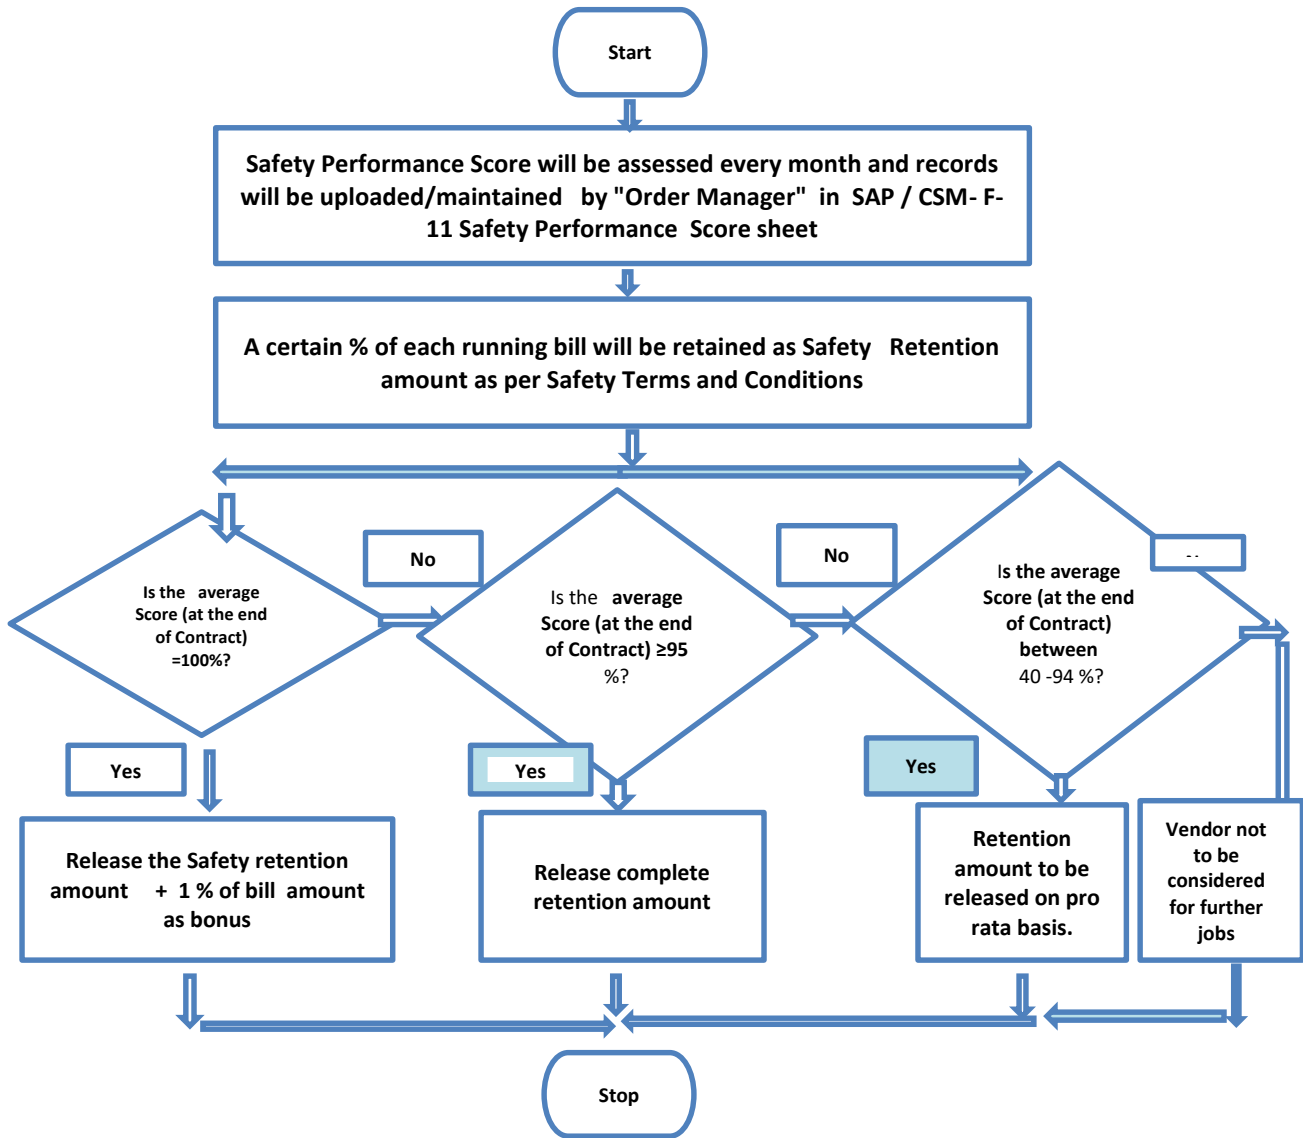 Start
Safety Performance Score will be assessed every month and records
will be uploaded/maintained by "Order Manager" in SAP / CSM- F-
11 Safety Performance Score sheet
A certain % of each running bill will be retained as Safety Retention
amount as per Safety Terms and Conditions
Is the average
Score (at the end
of Contract)
=100%?
No
Is the average
Score (at the end
of Contract) ≥95
%?
No
Is the average
Score (at the end
of Contract)
between
40 -94 %?
Yes
Yes
Yes
Release the Safety retention
amount + 1 % of bill amount
as bonus
Release complete
retention amount
Retention
amount to be
released on pro
rata basis.
Vendor not
to be
considered
for further
jobs
Stop